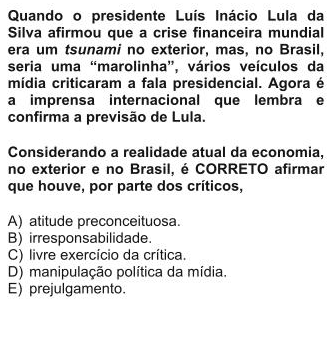 Quando o presidente Luís Inácio Lula da
Silva afirmou que a crise financeira mundial
era um tsunami no exterior, mas, no Brasil,
seria uma “marolinha”, vários veículos da
mídia criticaram a fala presidencial. Agora é
a imprensa internacional que lembra e
confirma a previsão de Lula.
Considerando a realidade atual da economia,
no exterior e no Brasil, é CORRETO afirmar
que houve, por parte dos críticos,
A) atitude preconceituosa.
B) irresponsabilidade.
C) livre exercício da crítica.
D) manipulação política da mídia.
E) prejulgamento.